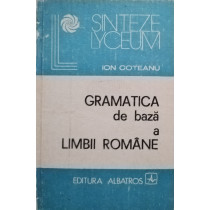 SINTEZE
LYCEUM
ION COTEANU
GRAMATICA
de bază
a
LIMBII ROMÂNE
EDITURA ALBATROS